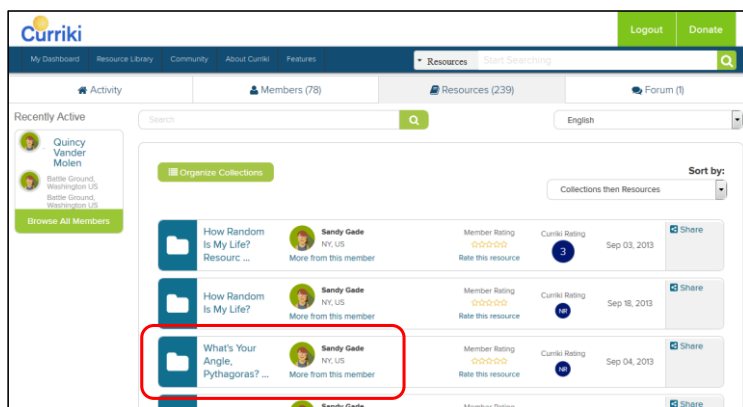 Curriki
Logout
Donate
My Dashboard
Resource Library
Community
About Curriki
Features
Resources
Start Searching
Activity
Members (78)
Resources (239)
Forum (1)
Recently Active
Search
English
Quincy
Vander
Molen
Battle Ground,
Washington US
Battle Ground,
Washington US
Browse All Members
Organize Collections
Sort by:
Collections then Resources
How Random
Is My Life?
Resourc ...
Sandy Gade
NY, US
More from this member
Member Rating
Rate this resource
Curriki Rating
3
Sep 03, 2013
Share
How Random
Is My Life?
Sandy Gade
NY, US
More from this member
Member Rating
Rate this resource
Curriki Rating
NR
Sep 18, 2013
Share
What's Your
Angle,
Pythagoras? ...
Sandy Gade
NY, US
More from this member
Member Rating
Rate this resource
Curriki Rating
NR
Sep 04, 2013
Share
How Random
Sandy Gade
Member Rating
Share